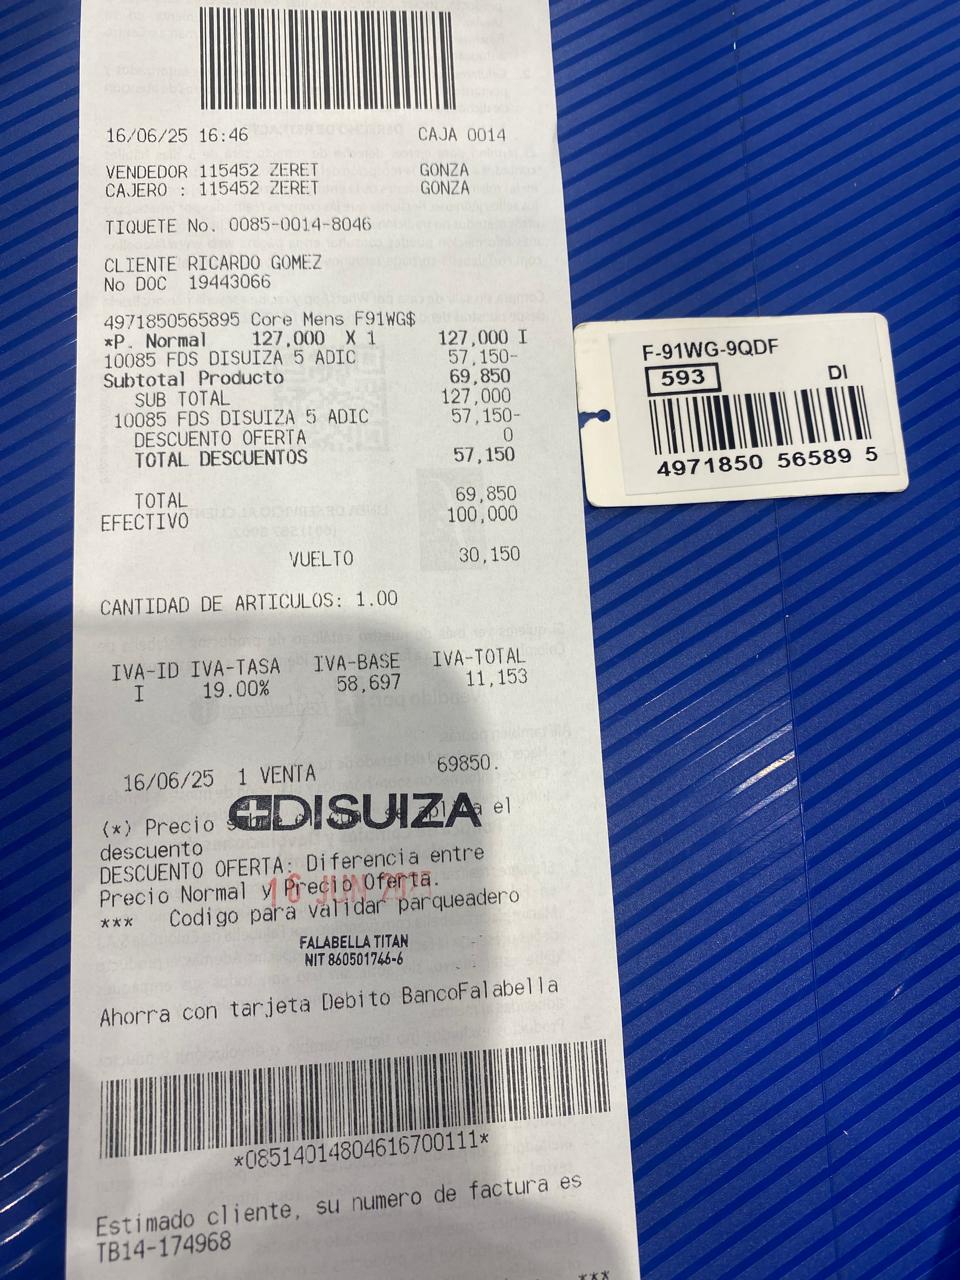 16/06/25 16:46 CAJA 0014
VENDEDOR 115452 ZERET GONZA
CAJERO : 115452 ZERET GONZA
TIQUETE No. 0085-0014-8046
CLIENTE RICARDO GOMEZ
No DOC 19443066
4971850565895 Core Mens F91WG$
*P. Normal 127,000 X 1 127,000 I
10085 FDS DISUIZA 5 ADIC 57,150-
Subtotal Producto 69,850
SUB TOTAL 127,000
10085 FDS DISUIZA 5 ADIC 57,150-
DESCUENTO OFERTA 0
TOTAL DESCUENTOS 57,150
TOTAL 69,850
EFECTIVO 100,000
VUELTO 30,150
CANTIDAD DE ARTICULOS: 1.00
IVA-ID IVA-TASA IVA-BASE IVA-TOTAL
I 19.00% 58,697 11,153
16/06/25 1 VENTA 69850.
DISUIZA
(*) Precio el
descuento
DESCUENTO OFERTA: Diferencia entre
Precio Normal y Precio Oferta.
16 JUN 2025
*** Codigo para validar parqueadero
FALABELLA TITAN
NIT 860501746-6
Ahorra con tarjeta Debito BancoFalabella
*08514014804616700111*
Estimado cliente, su numero de factura es
TB14-174968
***
F-91WG-9QDF
593 DI
4971850 56589 5